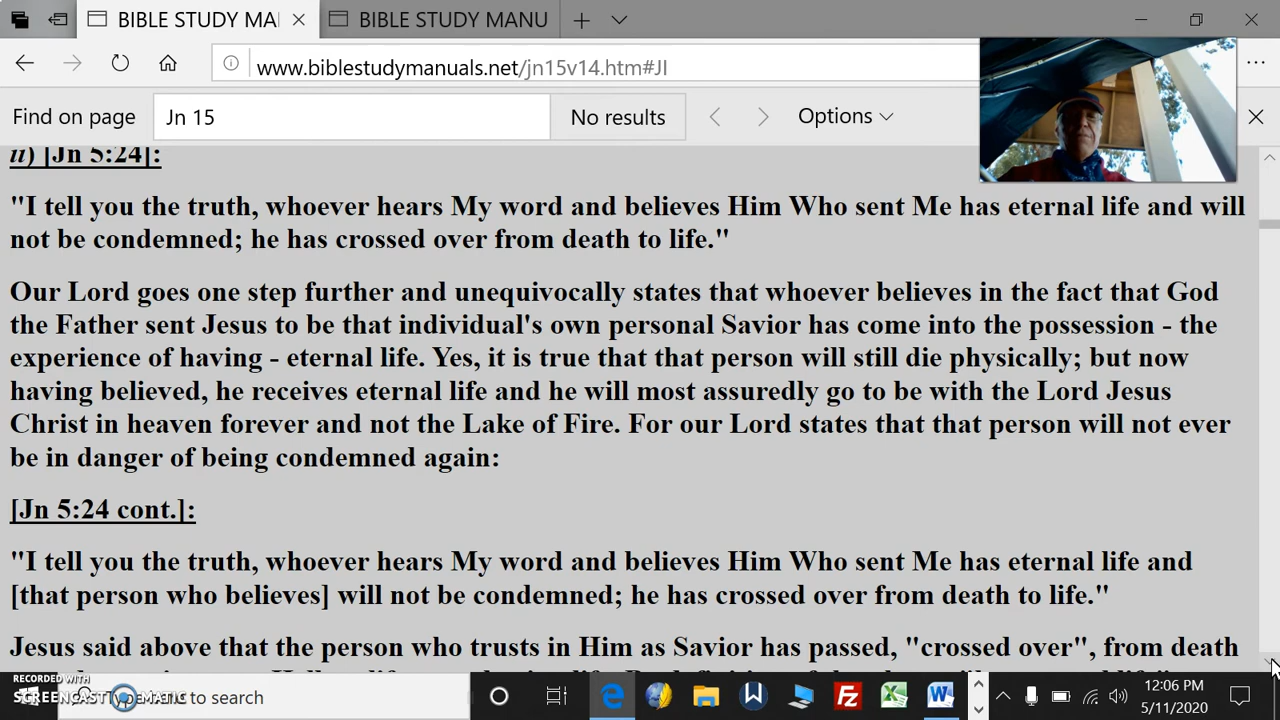 BIBLE STUDY MA
BIBLE STUDY MANU
www.biblestudymanuals.net/jn15v14.htm#JI
Find on page
Jn 15
No results
Options
ii) [Jn 5:24]:
"I tell you the truth, whoever hears My word and believes Him Who sent Me has eternal life and will
not be condemned; he has crossed over from death to life."
Our Lord goes one step further and unequivocally states that whoever believes in the fact that God
the Father sent Jesus to be that individual's own personal Savior has come into the possession - the
experience of having - eternal life. Yes, it is true that that person will still die physically; but now
having believed, he receives eternal life and he will most assuredly go to be with the Lord Jesus
Christ in heaven forever and not the Lake of Fire. For our Lord states that that person will not ever
be in danger of being condemned again:
[Jn 5:24 cont.]:
"I tell you the truth, whoever hears My word and believes Him Who sent Me has eternal life and
[that person who believes] will not be condemned; he has crossed over from death to life."
Jesus said above that the person who trusts in Him as Savior has passed, "crossed over", from death
RECORDED WITH
SCREENCAST-O-MATIC
Type here to search
12:06 PM
5/11/2020